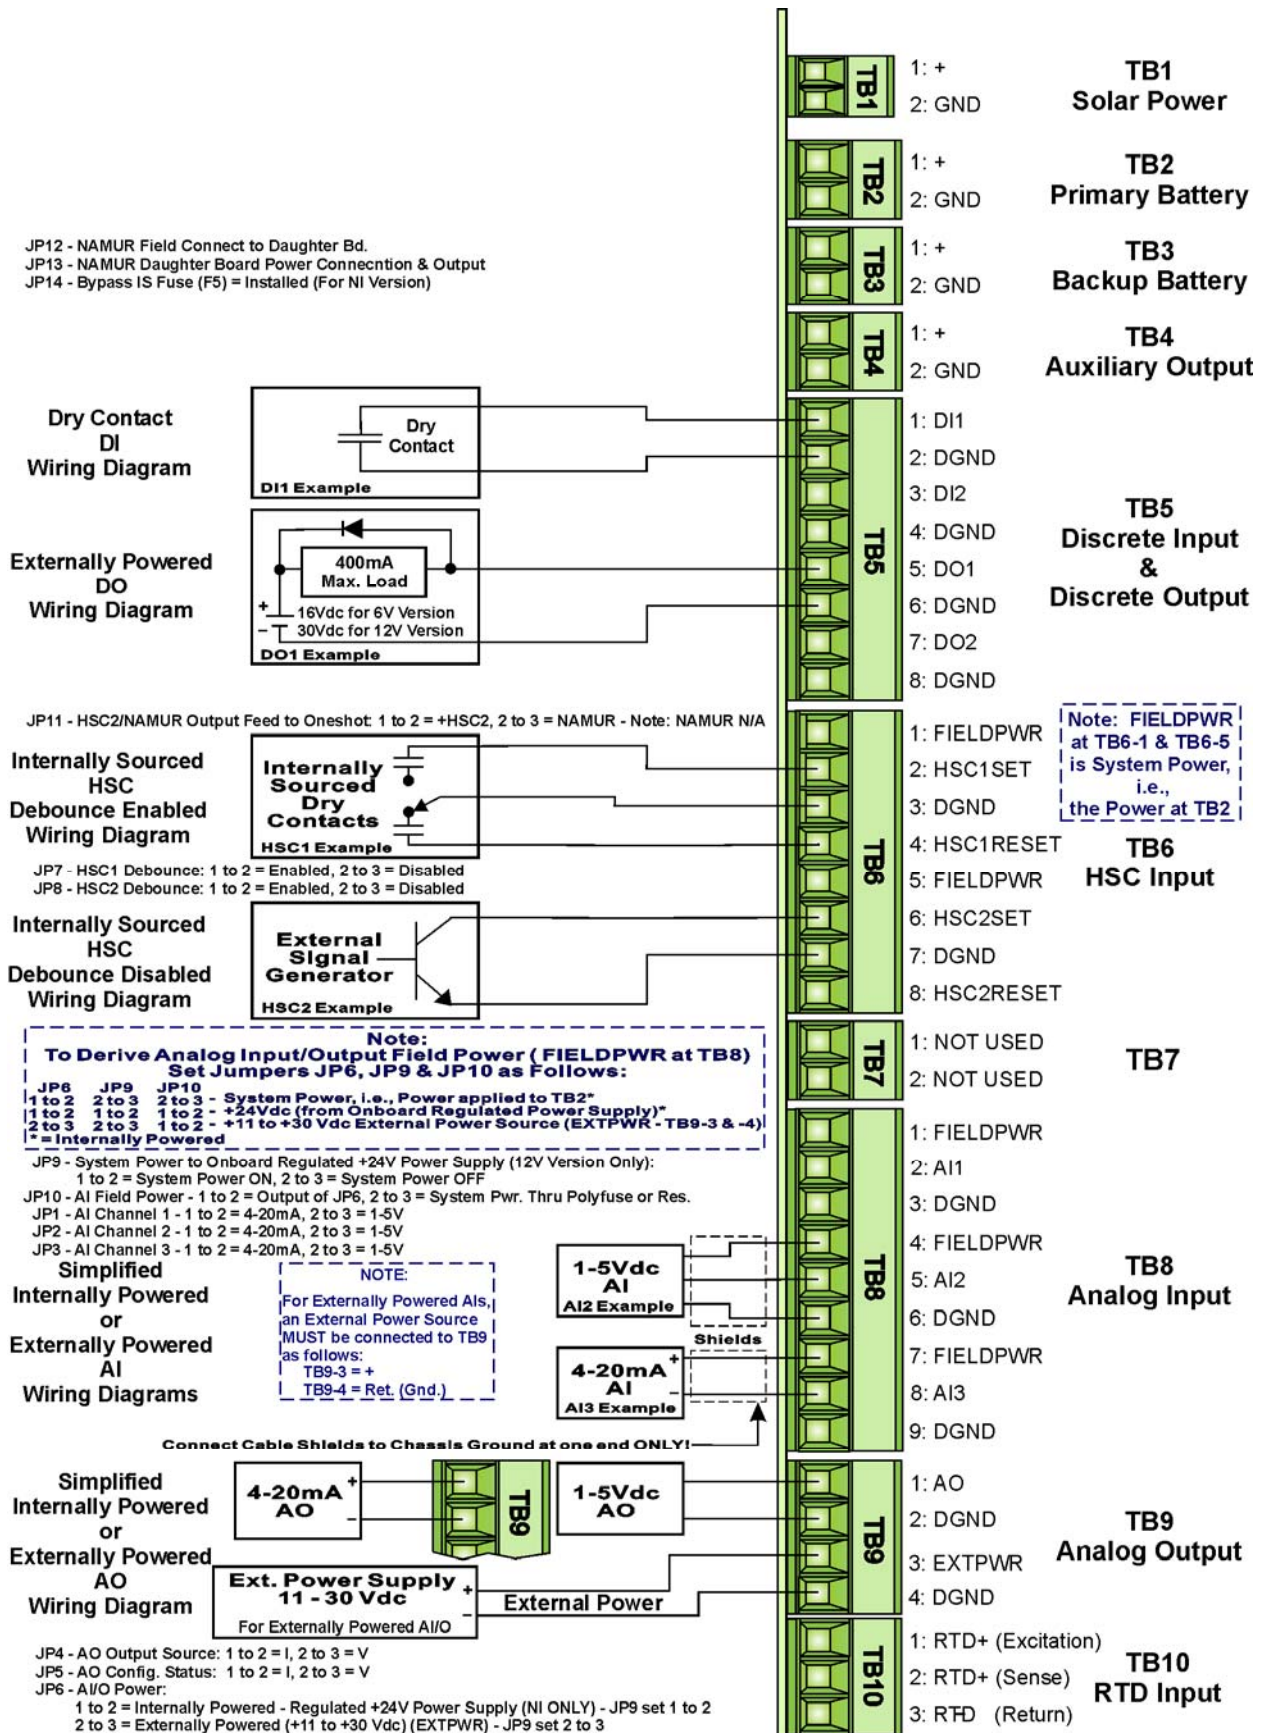 TB1
1: +
2: GND
TB1
Solar Power
TB2
1: +
2: GND
TB2
Primary Battery
JP12 - NAMUR Field Connect to Daughter Bd.
JP13 - NAMUR Daughter Board Power Connecntion & Output
JP14 - Bypass IS Fuse (F5) = Installed (For NI Version)
TB3
1: +
2: GND
TB3
Backup Battery
TB4
1: +
2: GND
TB4
Auxiliary Output
Dry Contact
DI
Wiring Diagram
Dry
Contact
DI1 Example
Externally Powered
DO
Wiring Diagram
400mA
Max. Load
+
16Vdc for 6V Version
–
30Vdc for 12V Version
DO1 Example
TB5
1: DI1
2: DGND
3: DI2
4: DGND
5: DO1
6: DGND
7: DO2
8: DGND
TB5
Discrete Input
&
Discrete Output
JP11 - HSC2/NAMUR Output Feed to Oneshot: 1 to 2 = +HSC2, 2 to 3 = NAMUR - Note: NAMUR N/A
Internally Sourced
HSC
Debounce Enabled
Wiring Diagram
Internally
Sourced
Dry
Contacts
HSC1 Example
JP7 - HSC1 Debounce: 1 to 2 = Enabled, 2 to 3 = Disabled
JP8 - HSC2 Debounce: 1 to 2 = Enabled, 2 to 3 = Disabled
Internally Sourced
HSC
Debounce Disabled
Wiring Diagram
External
Signal
Generator
HSC2 Example
TB6
1: FIELDPWR
2: HSC1SET
3: DGND
4: HSC1RESET
5: FIELDPWR
6: HSC2SET
7: DGND
8: HSC2RESET
Note: FIELDPWR
at TB6-1 & TB6-5
is System Power,
i.e.,
the Power at TB2
TB6
HSC Input
Note:
To Derive Analog Input/Output Field Power ( FIELDPWR at TB8)
Set Jumpers JP6, JP9 & JP10 as Follows:
JP6 JP9 JP10
1 to 2 2 to 3 2 to 3 - System Power, i.e., Power applied to TB2*
1 to 2 1 to 2 1 to 2 - +24Vdc (from Onboard Regulated Power Supply)*
2 to 3 2 to 3 1 to 2 - +11 to +30 Vdc External Power Source (EXTPWR - TB9-3 & -4)
* = Internally Powered
TB7
1: NOT USED
2: NOT USED
TB7
JP9 - System Power to Onboard Regulated +24V Power Supply (12V Version Only):
1 to 2 = System Power ON, 2 to 3 = System Power OFF
JP10 - AI Field Power - 1 to 2 = Output of JP6, 2 to 3 = System Pwr. Thru Polyfuse or Res.
JP1 - AI Channel 1 - 1 to 2 = 4-20mA, 2 to 3 = 1-5V
JP2 - AI Channel 2 - 1 to 2 = 4-20mA, 2 to 3 = 1-5V
JP3 - AI Channel 3 - 1 to 2 = 4-20mA, 2 to 3 = 1-5V
Simplified
Internally Powered
or
Externally Powered
AI
Wiring Diagrams
NOTE:
For Externally Powered AIs,
an External Power Source
MUST be connected to TB9
as follows:
TB9-3 = +
TB9-4 = Ret. (Gnd.)
1-5Vdc
AI
AI2 Example
Shields
4-20mA
+
AI
–
AI3 Example
Connect Cable Shields to Chassis Ground at one end ONLY!
TB8
1: FIELDPWR
2: AI1
3: DGND
4: FIELDPWR
5: AI2
6: DGND
7: FIELDPWR
8: AI3
9: DGND
TB8
Analog Input
Simplified
Internally Powered
or
Externally Powered
AO
Wiring Diagram
4-20mA
+
AO
–
TB9
1-5Vdc
AO
Ext. Power Supply
+
11 - 30 Vdc
–
For Externally Powered AI/O
External Power
TB9
1: AO
2: DGND
3: EXTPWR
4: DGND
TB9
Analog Output
JP4 - AO Output Source: 1 to 2 = I, 2 to 3 = V
JP5 - AO Config. Status: 1 to 2 = I, 2 to 3 = V
JP6 - AI/O Power:
1 to 2 = Internally Powered - Regulated +24V Power Supply (NI ONLY) - JP9 set 1 to 2
2 to 3 = Externally Powered (+11 to +30 Vdc) (EXTPWR) - JP9 set 2 to 3
TB10
1: RTD+ (Excitation)
2: RTD+ (Sense)
3: RTD- (Return)
TB10
RTD Input